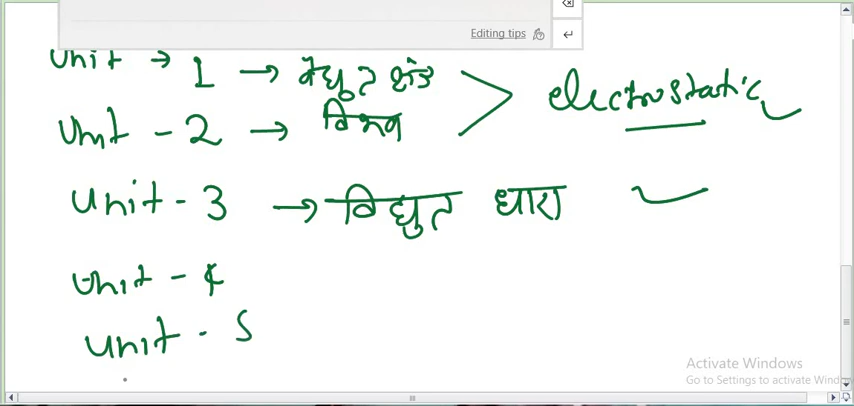 Editing tips
Unit → 1 → वैद्युत क्षेत्र > electrostatic
Unit - 2 → विभव
Unit - 3 → विद्युत धारा
Unit - 4
Unit - 5
Activate Windows
Go to Settings to activate Wind